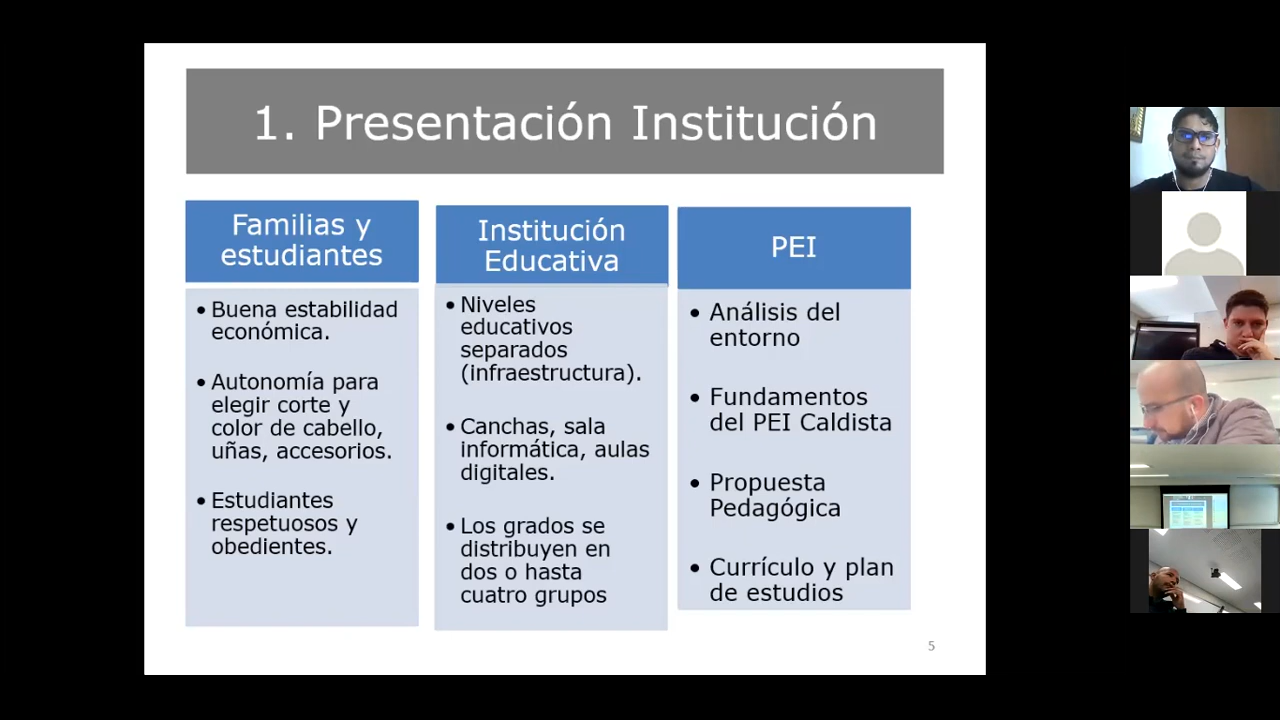 1. Presentación Institución
Familias y
estudiantes
• Buena estabilidad
económica.
• Autonomía para
elegir corte y
color de cabello,
uñas, accesorios.
• Estudiantes
respetuosos y
obedientes.
Institución
Educativa
• Niveles
educativos
separados
(infraestructura).
• Canchas, sala
informática, aulas
digitales.
• Los grados se
distribuyen en
dos o hasta
cuatro grupos
PEI
• Análisis del
entorno
• Fundamentos
del PEI Caldista
• Propuesta
Pedagógica
• Currículo y plan
de estudios
5